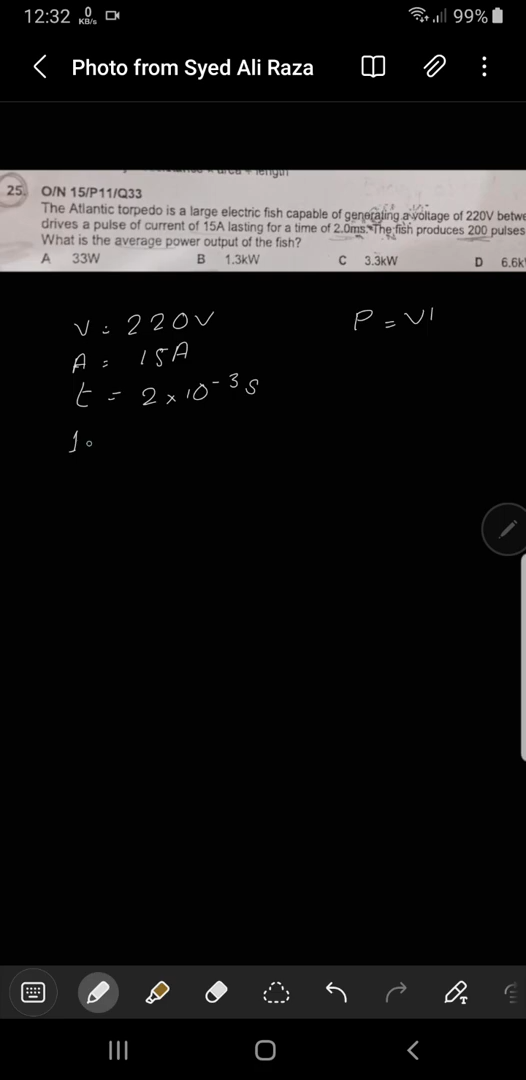 12:32 0 KB/s 99%
Photo from Syed Ali Raza
25. O/N 15/P11/Q33
The Atlantic torpedo is a large electric fish capable of generating a voltage of 220V betwe
drives a pulse of current of 15A lasting for a time of 2.0ms. The fish produces 200 pulses
What is the average power output of the fish?
A 33W B 1.3kW C 3.3kW D 6.6k
V = 220V P = VI
A = 15A
t = 2 × 10⁻³ s